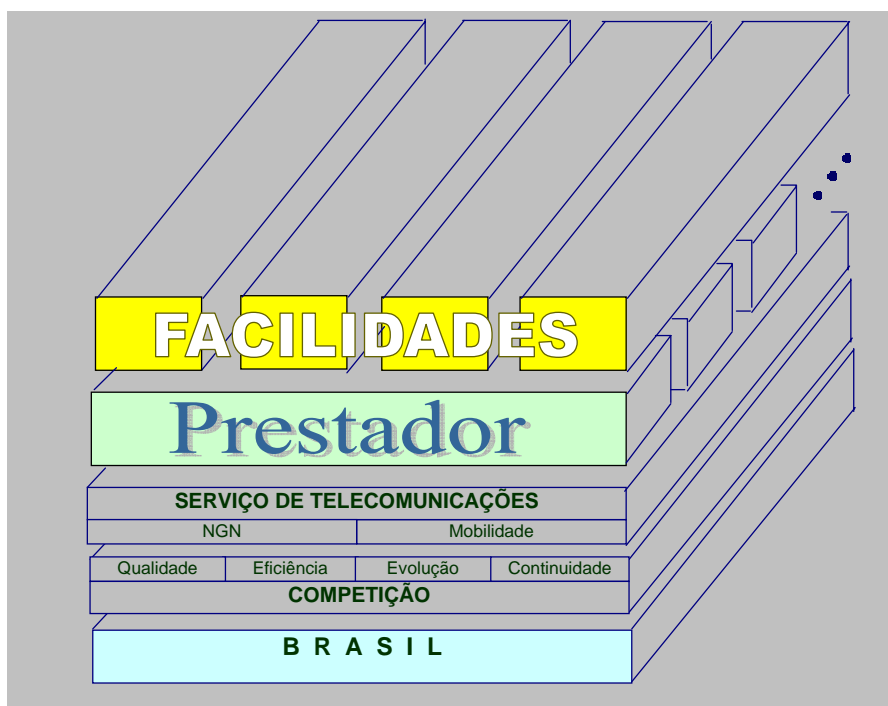 FACILIDADES
Prestador
SERVIÇO DE TELECOMUNICAÇÕES
NGN Mobilidade
Qualidade Eficiência Evolução Continuidade
COMPETIÇÃO
B R A S I L